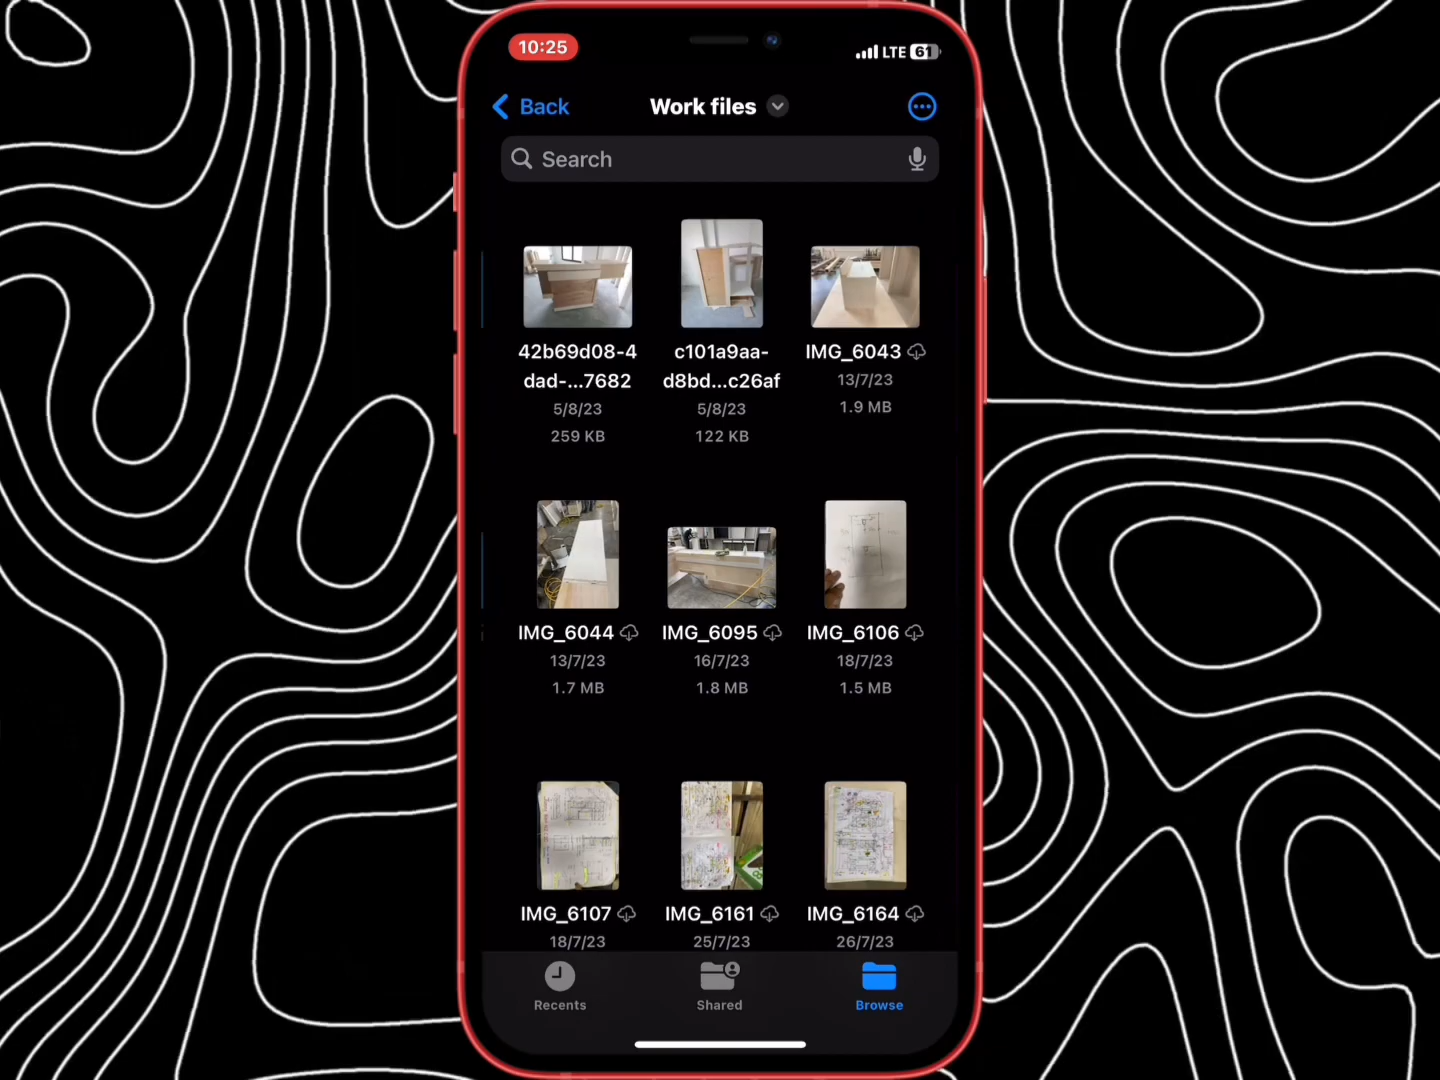 10:25
LTE 61
Back
Work files
Search
42b69d08-4
dad-...7682
5/8/23
259 KB
c101a9aa-
d8bd...c26af
5/8/23
122 KB
IMG_6043
13/7/23
1.9 MB
IMG_6044
13/7/23
1.7 MB
IMG_6095
16/7/23
1.8 MB
IMG_6106
18/7/23
1.5 MB
IMG_6107
18/7/23
IMG_6161
25/7/23
IMG_6164
26/7/23
Recents
Shared
Browse